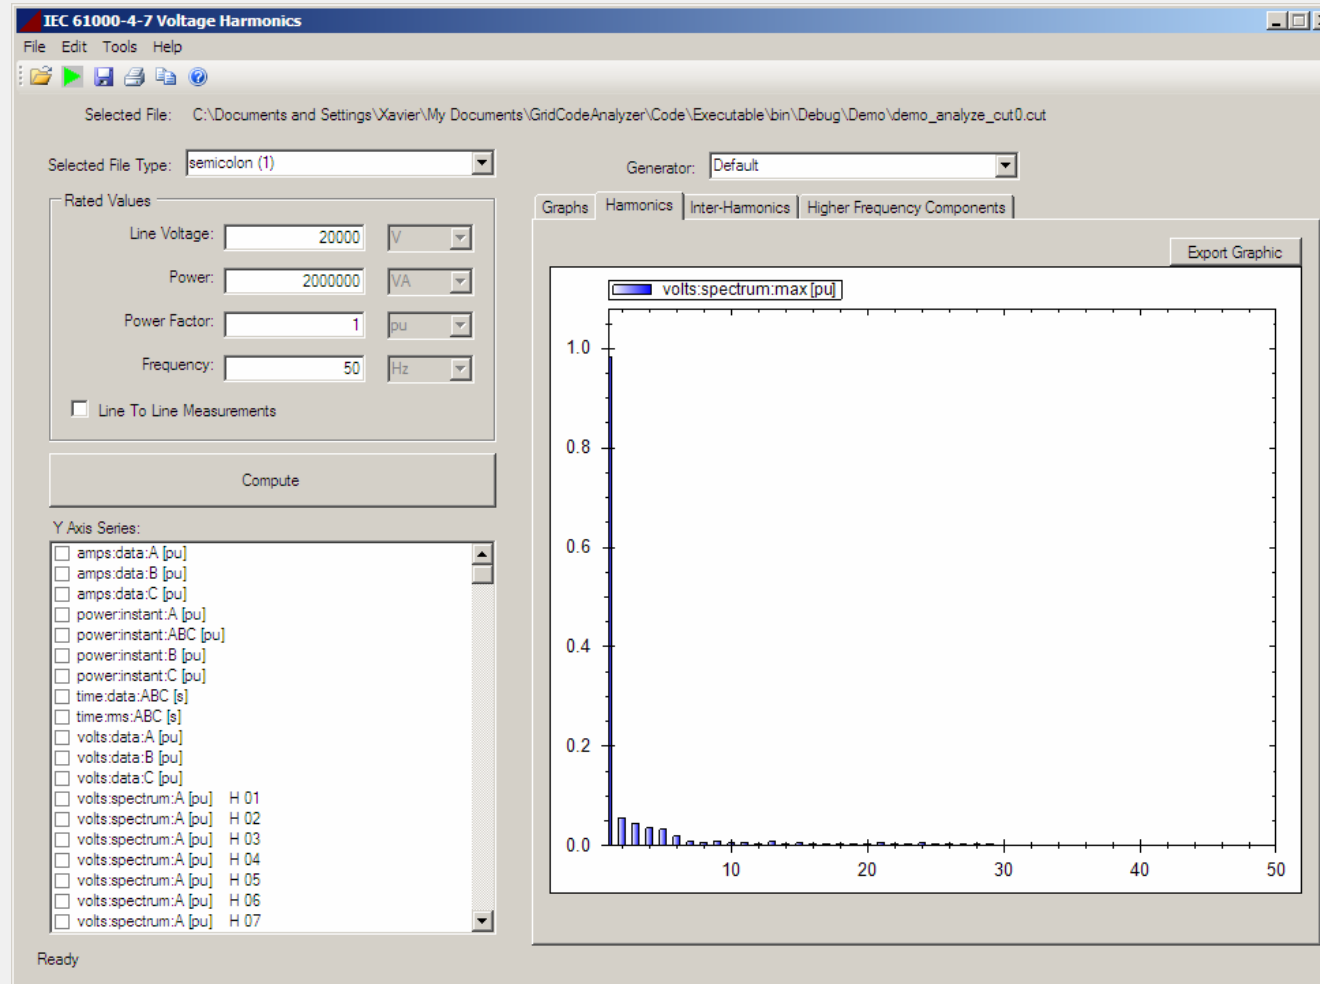 IEC 61000-4-7 Voltage Harmonics
File Edit Tools Help
Selected File: C:\Documents and Settings\Xavier\My Documents\GridCodeAnalyzer\Code\Executable\bin\Debug\Demo\demo_analyze_cut0.cut
Selected File Type: semicolon (1)
Generator: Default
Rated Values
Line Voltage: 20000 V
Power: 2000000 VA
Power Factor: 1 pu
Frequency: 50 Hz
Line To Line Measurements
Compute
Y Axis Series:
amps:data:A [pu]
amps:data:B [pu]
amps:data:C [pu]
power:instant:A [pu]
power:instant:ABC [pu]
power:instant:B [pu]
power:instant:C [pu]
time:data:ABC [s]
time:rms:ABC [s]
volts:data:A [pu]
volts:data:B [pu]
volts:data:C [pu]
volts:spectrum:A [pu] H 01
volts:spectrum:A [pu] H 02
volts:spectrum:A [pu] H 03
volts:spectrum:A [pu] H 04
volts:spectrum:A [pu] H 05
volts:spectrum:A [pu] H 06
volts:spectrum:A [pu] H 07
Graphs Harmonics Inter-Harmonics Higher Frequency Components
Export Graphic
volts:spectrum:max [pu]
1.0
0.8
0.6
0.4
0.2
0.0
10 20 30 40 50
Ready